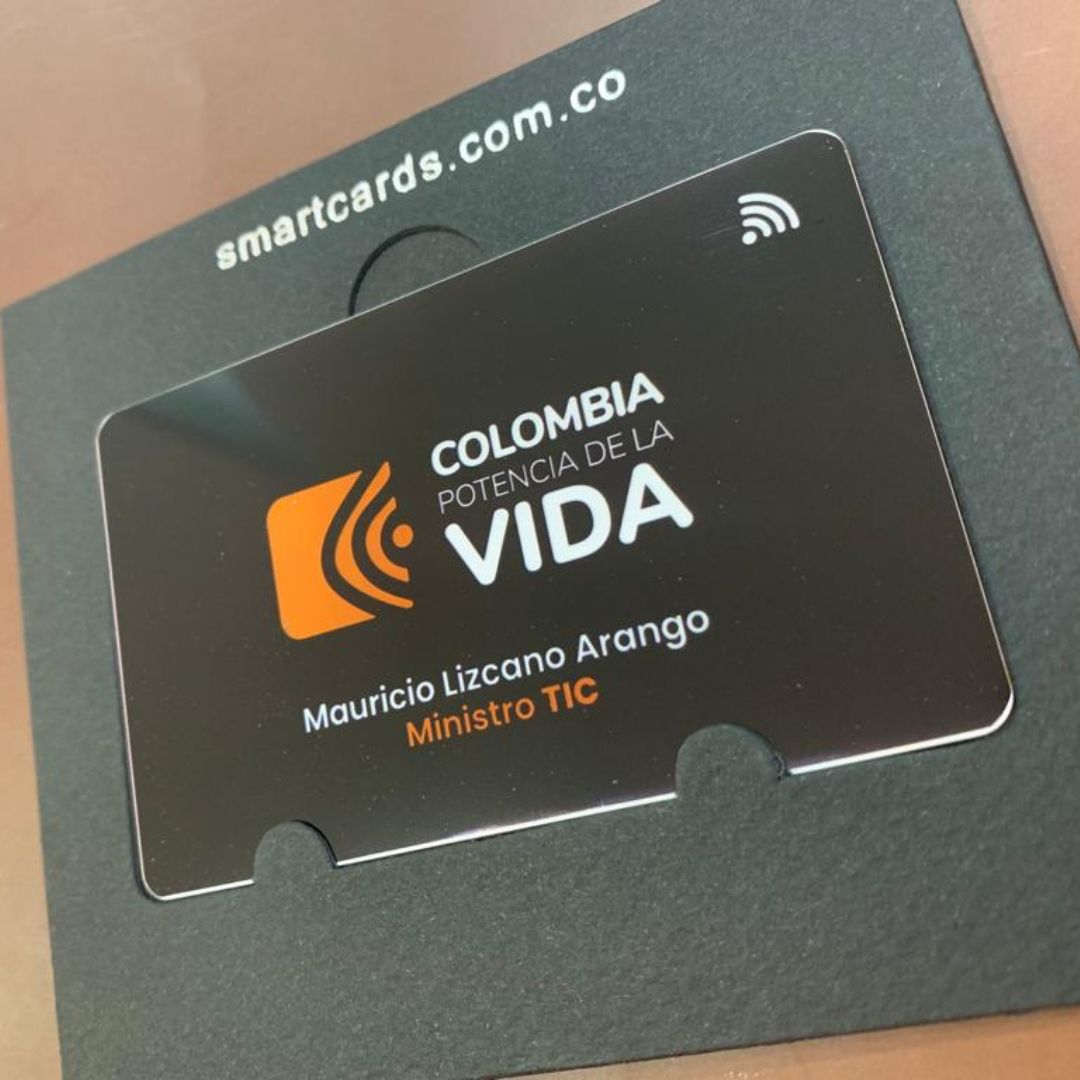 smartcards.com.co
COLOMBIA
POTENCIA DE LA
VIDA
Mauricio Lizcano Arango
Ministro TIC